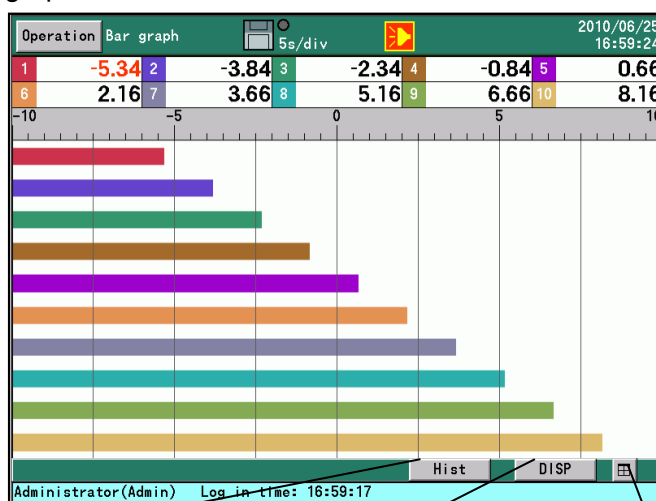 Operation Bar graph 5s/div 2010/06/25
16:59:24
1 -5.34 2 -3.84 3 -2.34 4 -0.84 5 0.66
6 2.16 7 3.66 8 5.16 9 6.66 10 8.16
-10 -5 0 5 10
Hist DISP
Administrator(Admin) Log in time: 16:59:17